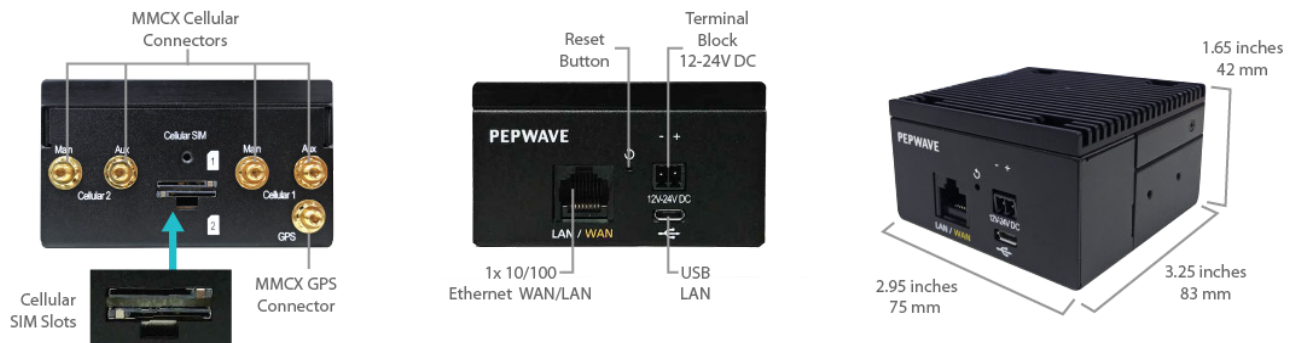 MMCX Cellular
Connectors
Cellular SIM
Main
Aux
Main
Aux
1
Cellular 2
Cellular 1
2
GPS
Cellular
SIM Slots
MMCX GPS
Connector
Reset
Button
Terminal
Block
12-24V DC
PEPWAVE
- +
12V-24V DC
LAN / WAN
1x 10/100
Ethernet WAN/LAN
USB
LAN
1.65 inches
42 mm
PEPWAVE
- +
12V-24V DC
LAN / WAN
2.95 inches
75 mm
3.25 inches
83 mm